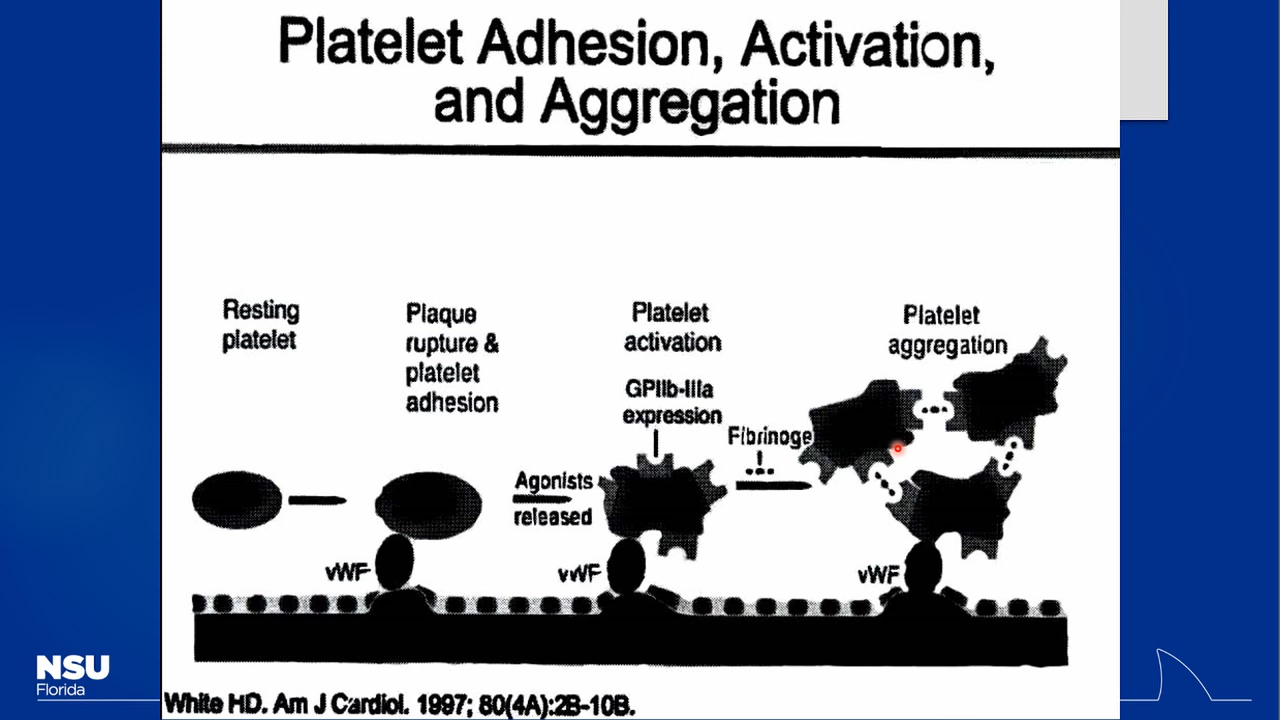 Platelet Adhesion, Activation,
and Aggregation
Resting
platelet
Plaque
rupture &
platelet
adhesion
Platelet
activation
GPIIb-IIIa
expression
Platelet
aggregation
Fibrinoge
Agonists
released
vWF
vWF
vWF
NSU
Florida
White HD. Am J Cardiol. 1997; 80(4A):2B-10B.